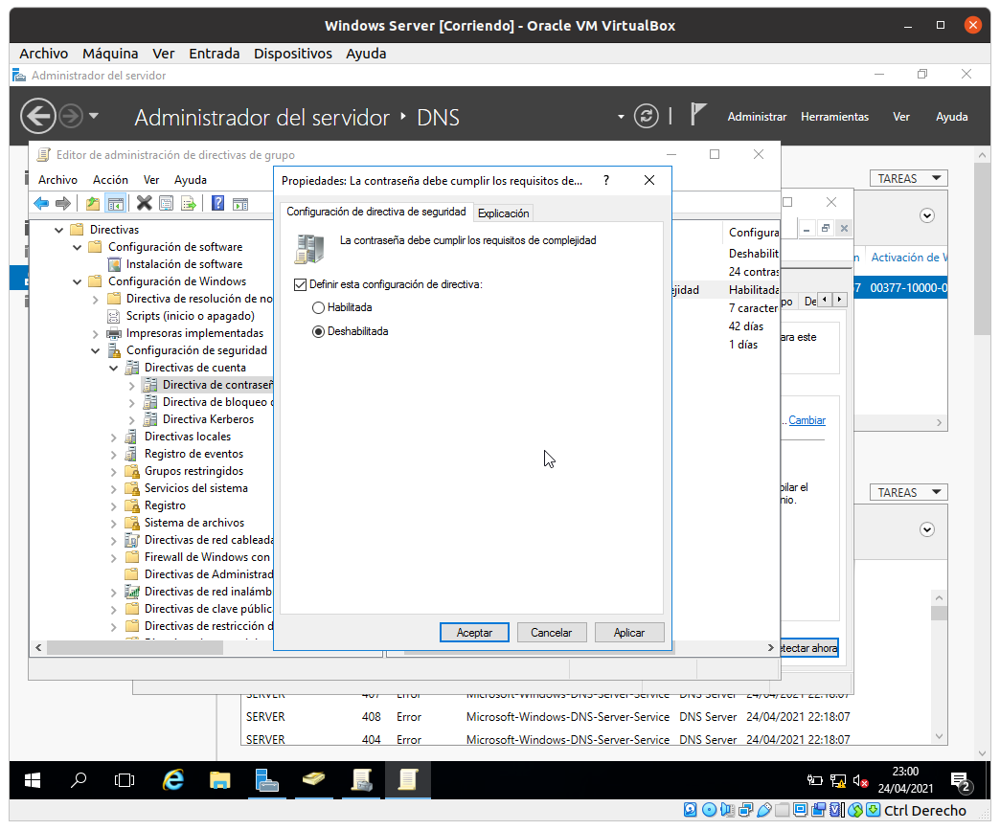 Windows Server [Corriendo] - Oracle VM VirtualBox
Archivo Máquina Ver Entrada Dispositivos Ayuda
Administrador del servidor
Administrador del servidor • DNS
Administrar Herramientas Ver Ayuda
Editor de administración de directivas de grupo
Archivo Acción Ver Ayuda
Directivas
Configuración de software
Instalación de software
Configuración de Windows
Directiva de resolución de no
Scripts (inicio o apagado)
Impresoras implementadas
Configuración de seguridad
Directivas de cuenta
Directiva de contraseñ
Directiva de bloqueo
Directiva Kerberos
Directivas locales
Registro de eventos
Grupos restringidos
Servicios del sistema
Registro
Sistema de archivos
Directivas de red cableada
Firewall de Windows con
Directivas de Administrad
Directivas de red inalámb
Directivas de clave públic
Directivas de restricción d
Propiedades: La contraseña debe cumplir los requisitos de... ? 
Configuración de directiva de seguridad Explicación
La contraseña debe cumplir los requisitos de complejidad
Definir esta configuración de directiva:
Habilitada
Deshabilitada
Aceptar Cancelar Aplicar
Configura
Deshabilit
24 contras
ejidad Habilitada
7 caracter
42 días
1 días
TAREAS
n Activación de W
7 00377-10000-0
po De
ara este
... Cambiar
pilar el
nio.
etectar ahora
TAREAS
SERVER 407 Error Microsoft-Windows-DNS-Server-Service DNS Server 24/04/2021 22:18:07
SERVER 408 Error Microsoft-Windows-DNS-Server-Service DNS Server 24/04/2021 22:18:07
SERVER 404 Error Microsoft-Windows-DNS-Server-Service DNS Server 24/04/2021 22:18:07
23:00
24/04/2021
2
Ctrl Derecho